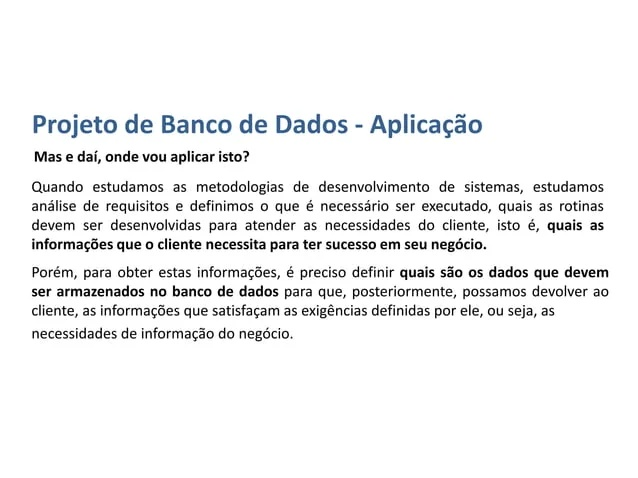 Projeto de Banco de Dados - Aplicação
Mas e daí, onde vou aplicar isto?
Quando estudamos as metodologias de desenvolvimento de sistemas, estudamos
análise de requisitos e definimos o que é necessário ser executado, quais as rotinas
devem ser desenvolvidas para atender as necessidades do cliente, isto é, quais as
informações que o cliente necessita para ter sucesso em seu negócio.
Porém, para obter estas informações, é preciso definir quais são os dados que devem
ser armazenados no banco de dados para que, posteriormente, possamos devolver ao
cliente, as informações que satisfaçam as exigências definidas por ele, ou seja, as
necessidades de informação do negócio.